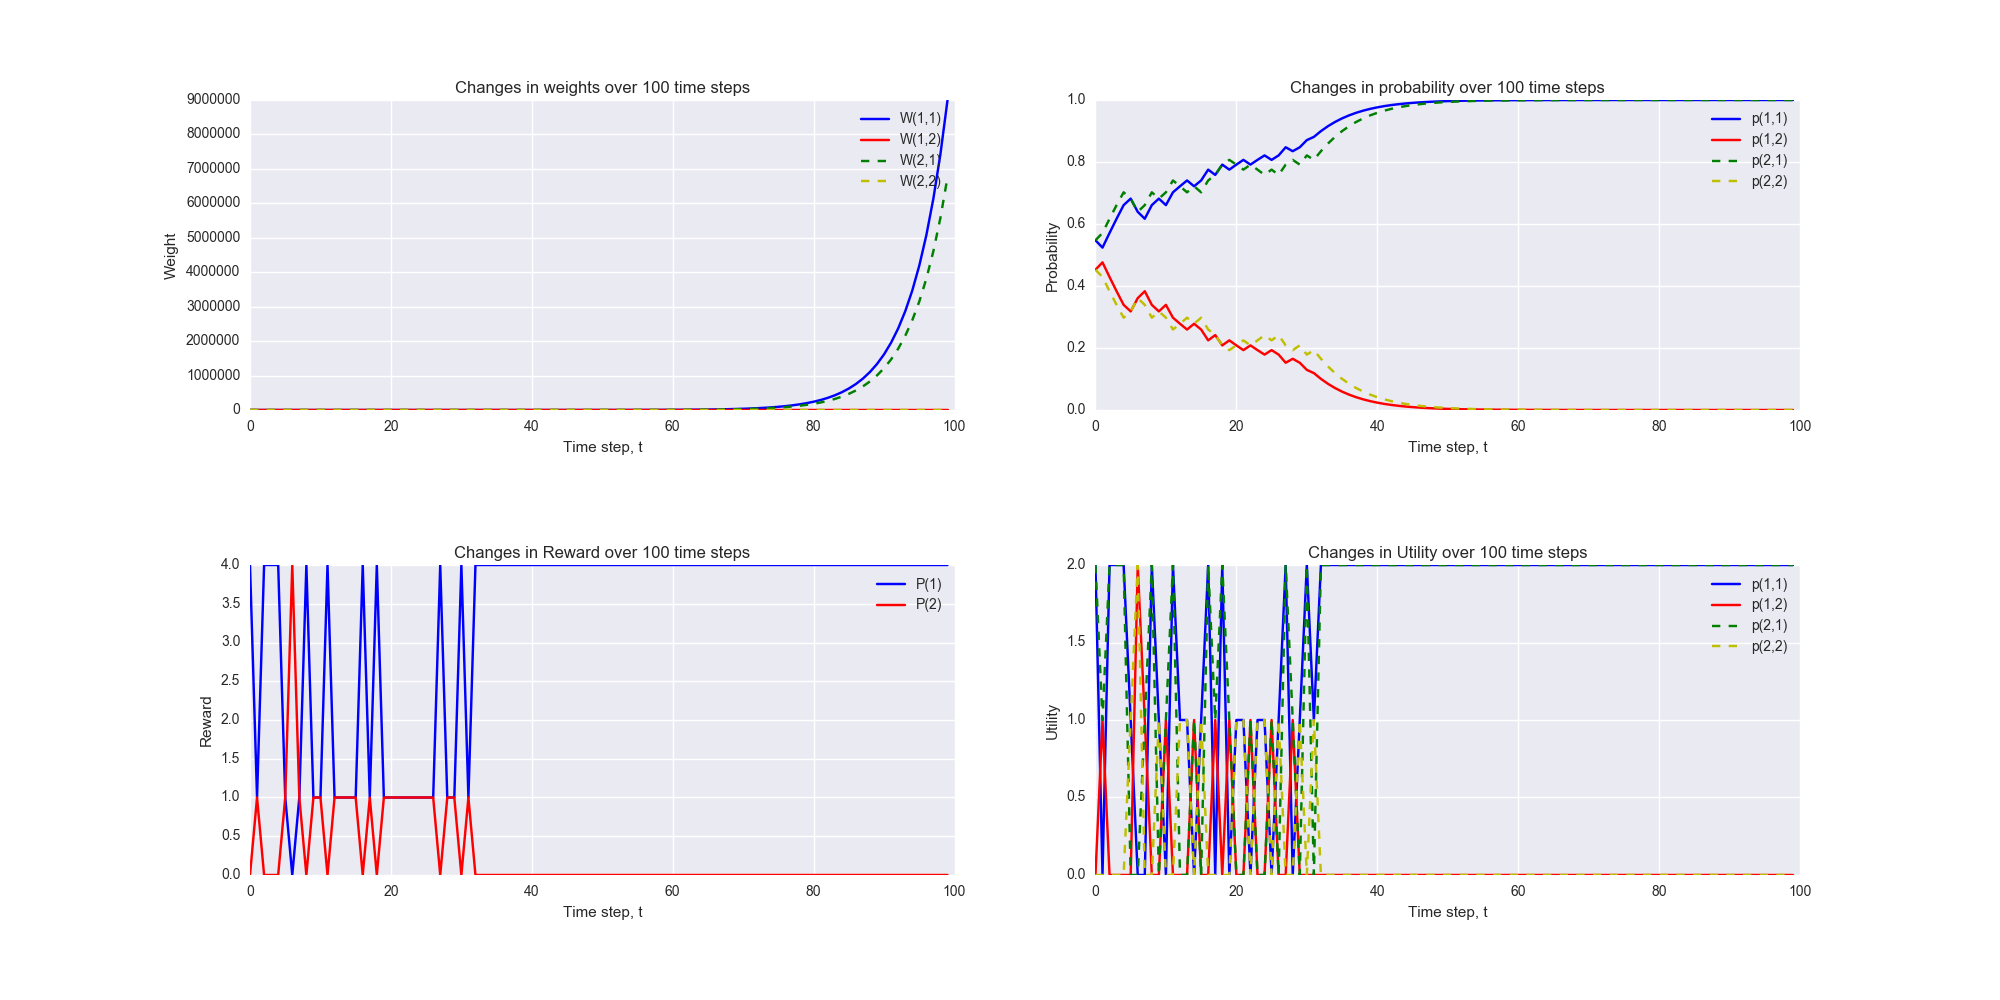 Changes in weights over 100 time steps
9000000
8000000
7000000
6000000
5000000
4000000
3000000
2000000
1000000
0
Weight
W(1,1)
W(1,2)
W(2,1)
W(2,2)
0 20 40 60 80 100
Time step, t
Changes in probability over 100 time steps
1.0
0.8
0.6
0.4
0.2
0.0
Probability
p(1,1)
p(1,2)
p(2,1)
p(2,2)
0 20 40 60 80 100
Time step, t
Changes in Reward over 100 time steps
4.0
3.5
3.0
2.5
2.0
1.5
1.0
0.5
0.0
Reward
P(1)
P(2)
0 20 40 60 80 100
Time step, t
Changes in Utility over 100 time steps
2.0
1.5
1.0
0.5
0.0
Utility
p(1,1)
p(1,2)
p(2,1)
p(2,2)
0 20 40 60 80 100
Time step, t